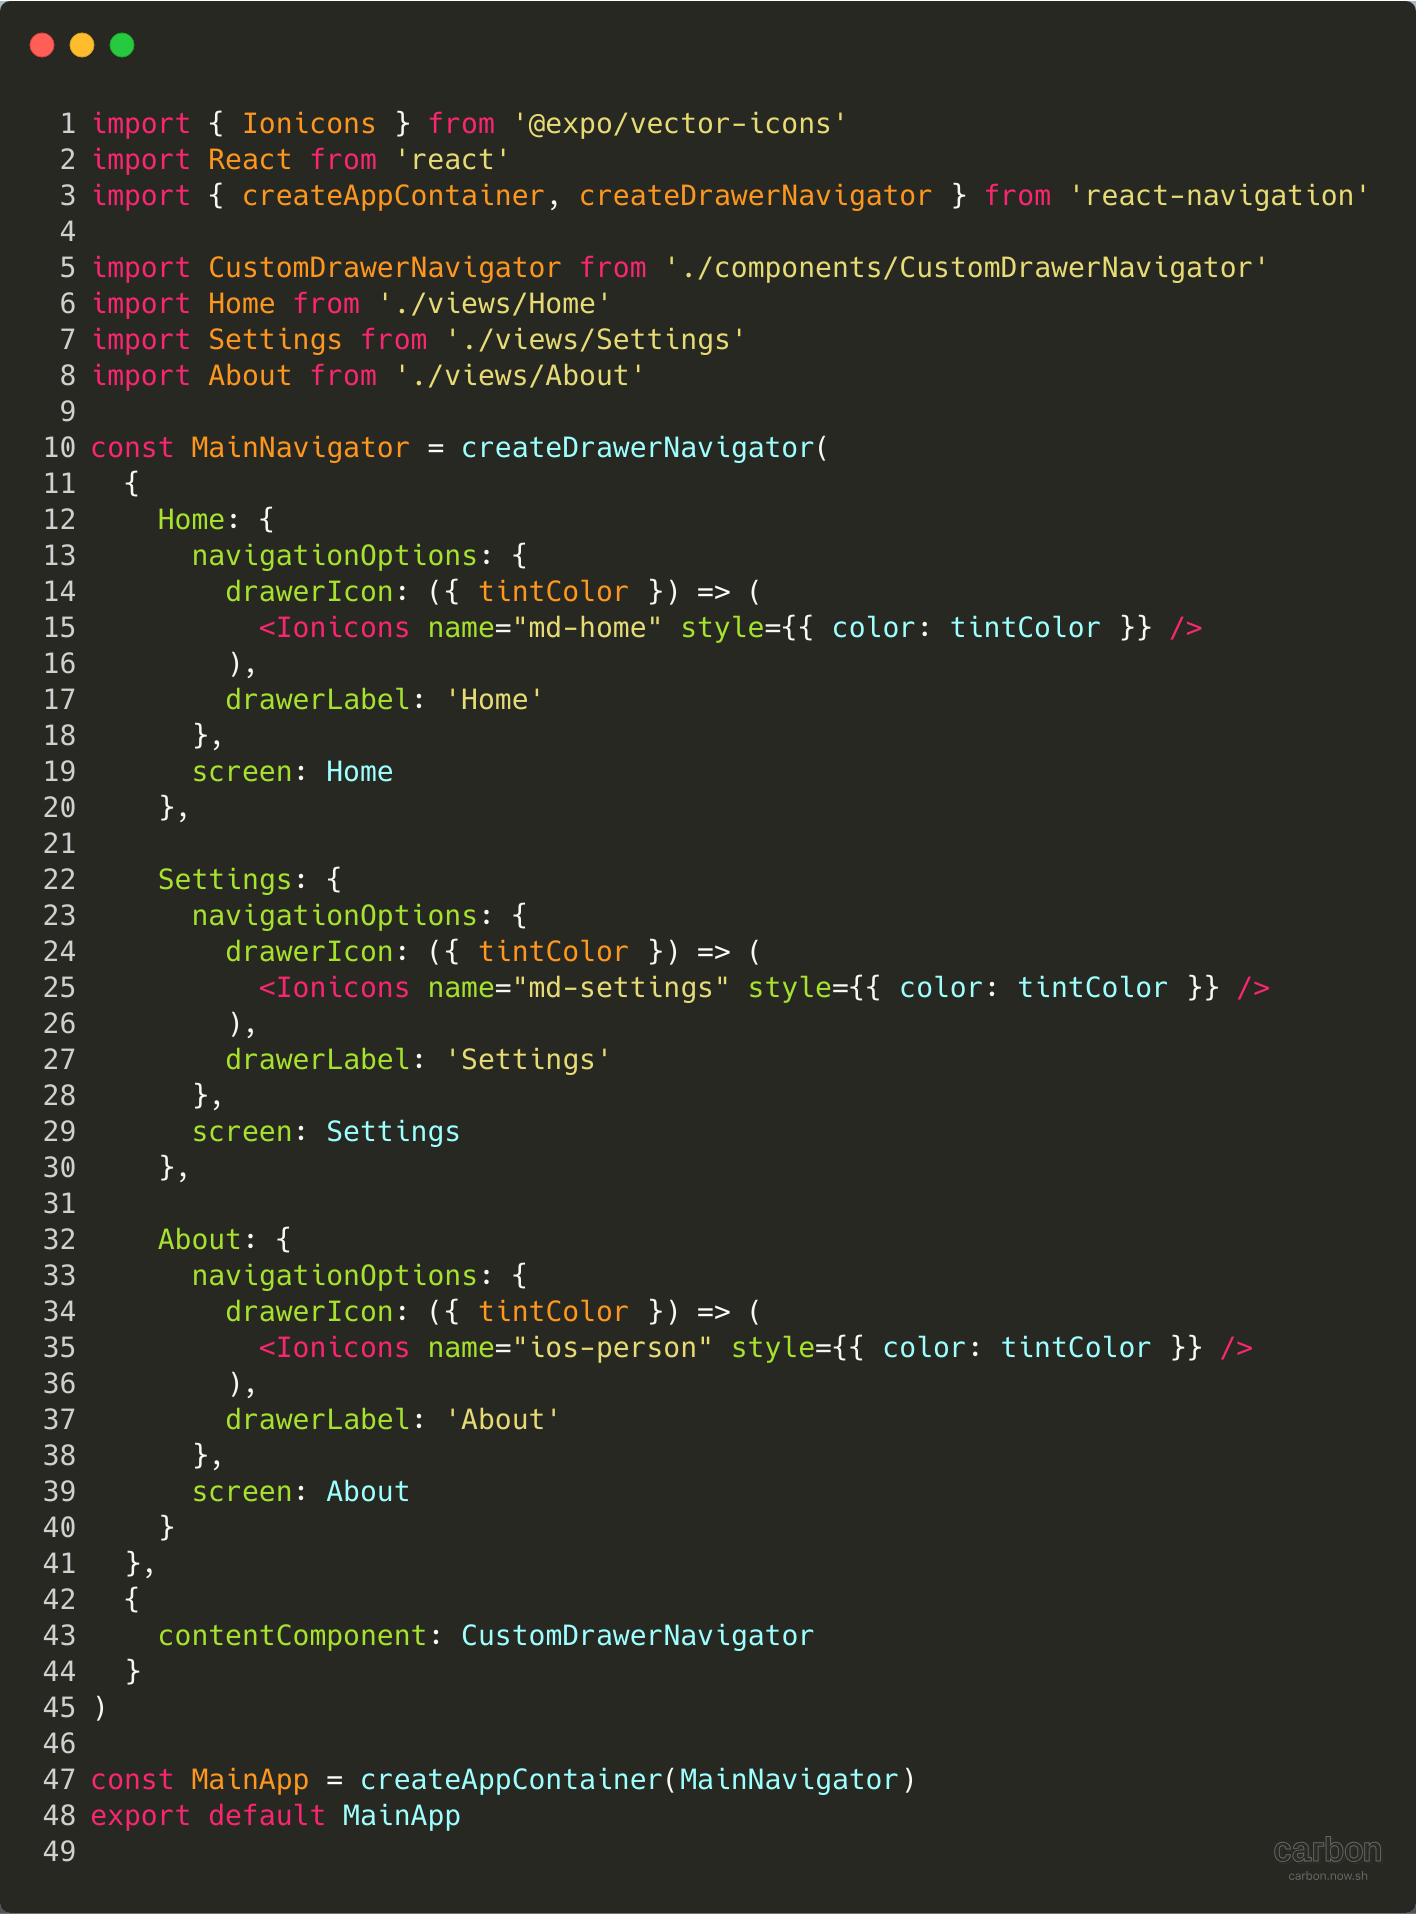 1 import { Ionicons } from '@expo/vector-icons'
2 import React from 'react'
3 import { createAppContainer, createDrawerNavigator } from 'react-navigation'
4
5 import CustomDrawerNavigator from './components/CustomDrawerNavigator'
6 import Home from './views/Home'
7 import Settings from './views/Settings'
8 import About from './views/About'
9
10 const MainNavigator = createDrawerNavigator(
11   {
12     Home: {
13       navigationOptions: {
14         drawerIcon: ({ tintColor }) => (
15           <Ionicons name="md-home" style={{ color: tintColor }} />
16         ),
17         drawerLabel: 'Home'
18       },
19       screen: Home
20     },
21
22     Settings: {
23       navigationOptions: {
24         drawerIcon: ({ tintColor }) => (
25           <Ionicons name="md-settings" style={{ color: tintColor }} />
26         ),
27         drawerLabel: 'Settings'
28       },
29       screen: Settings
30     },
31
32     About: {
33       navigationOptions: {
34         drawerIcon: ({ tintColor }) => (
35           <Ionicons name="ios-person" style={{ color: tintColor }} />
36         ),
37         drawerLabel: 'About'
38       },
39       screen: About
40     }
41   },
42   {
43     contentComponent: CustomDrawerNavigator
44   }
45 )
46
47 const MainApp = createAppContainer(MainNavigator)
48 export default MainApp
49
carbon
carbon.now.sh